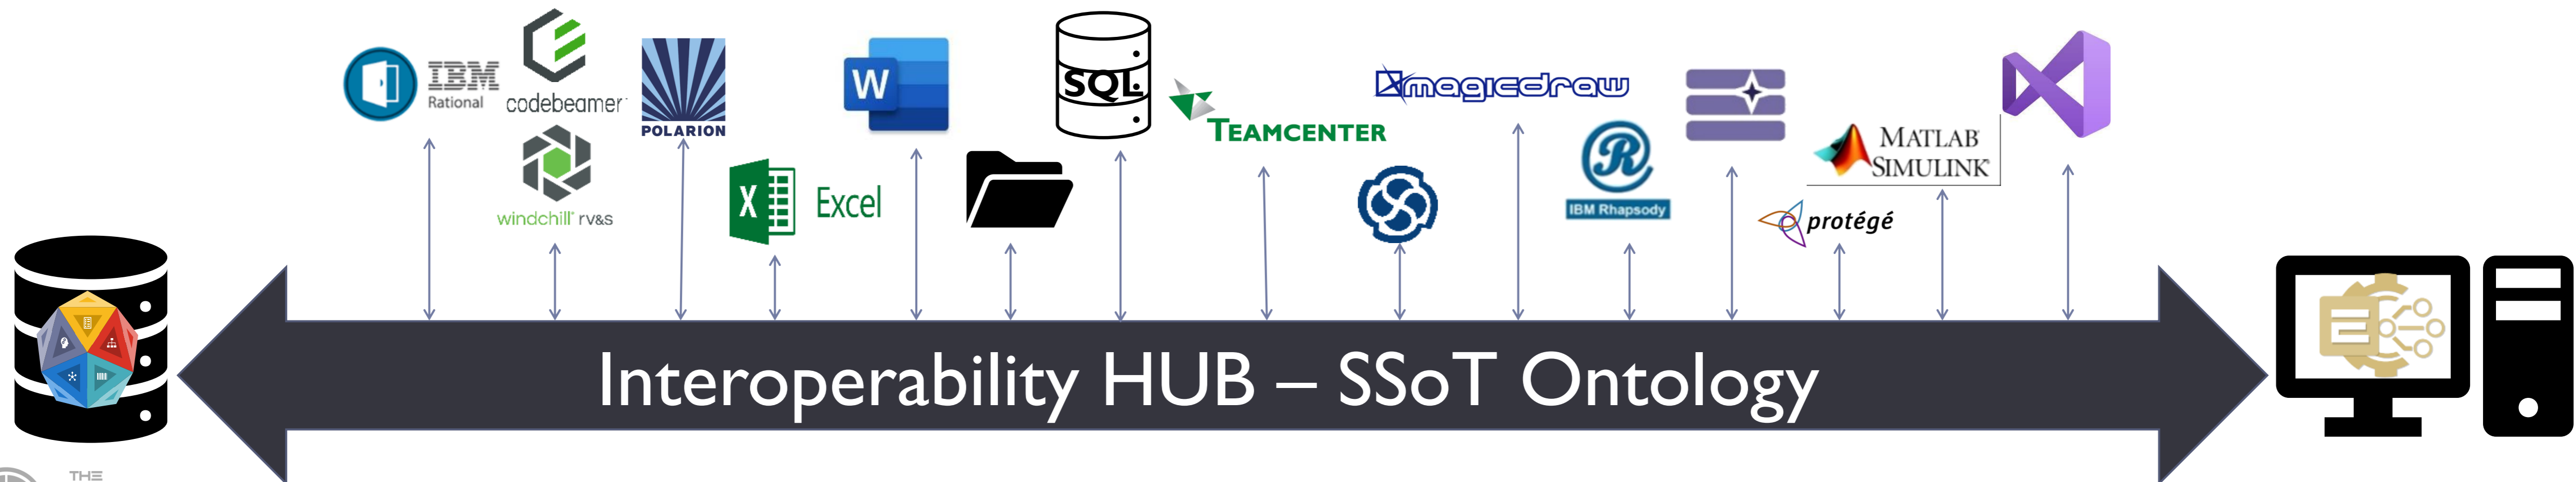 IBM
Rational
codebeamer
windchill® rv&s
POLARION
X
Excel
W
SQL
TEAMCENTER
magicdraw
R
IBM Rhapsody
protégé
MATLAB
SIMULINK®
E
Interoperability HUB – SSoT Ontology
THE